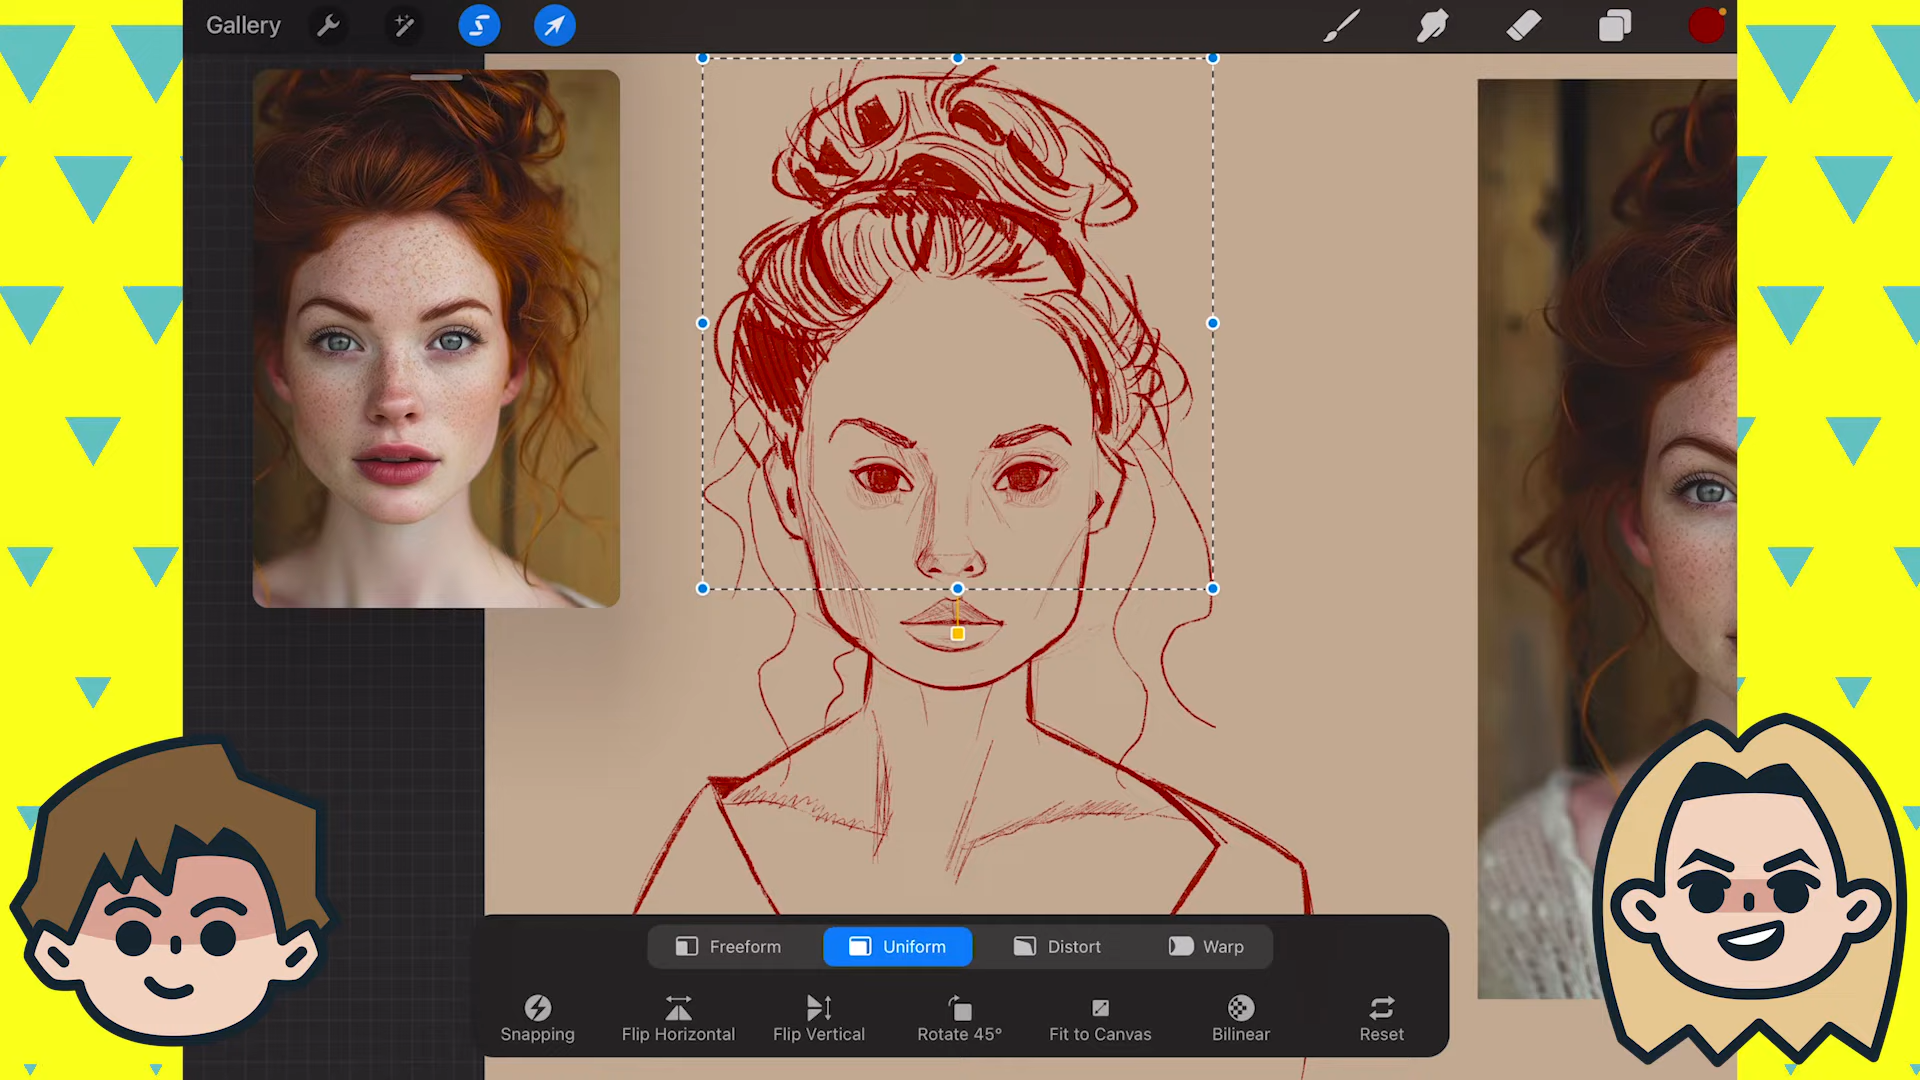 Gallery
Freeform Uniform Distort Warp
Snapping Flip Horizontal Flip Vertical Rotate 45° Fit to Canvas Bilinear Reset